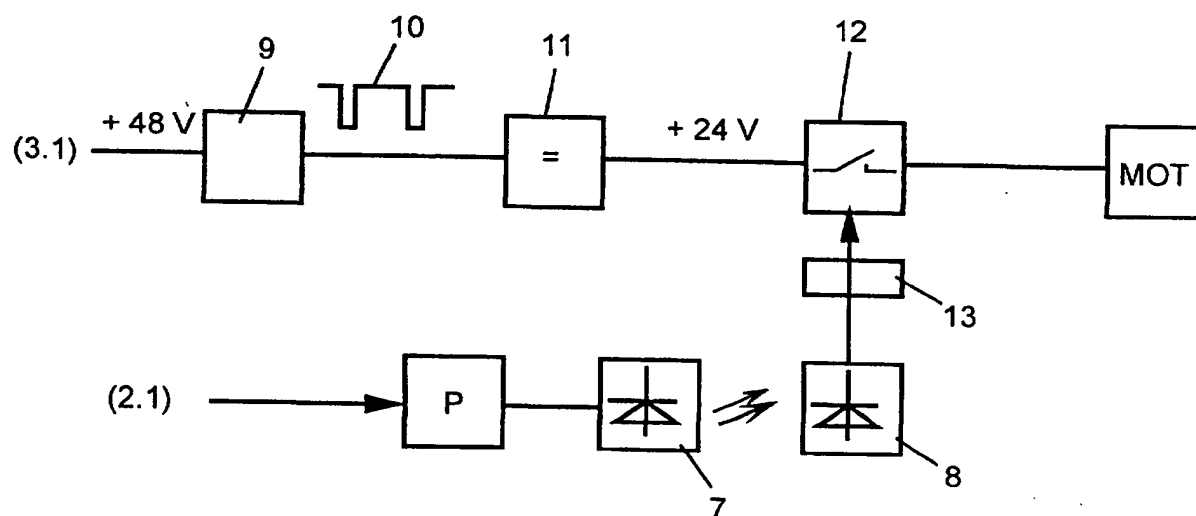 9
10
11
12
(3.1)
+ 48 V
=
+ 24 V
MOT
13
(2.1)
P
7
8